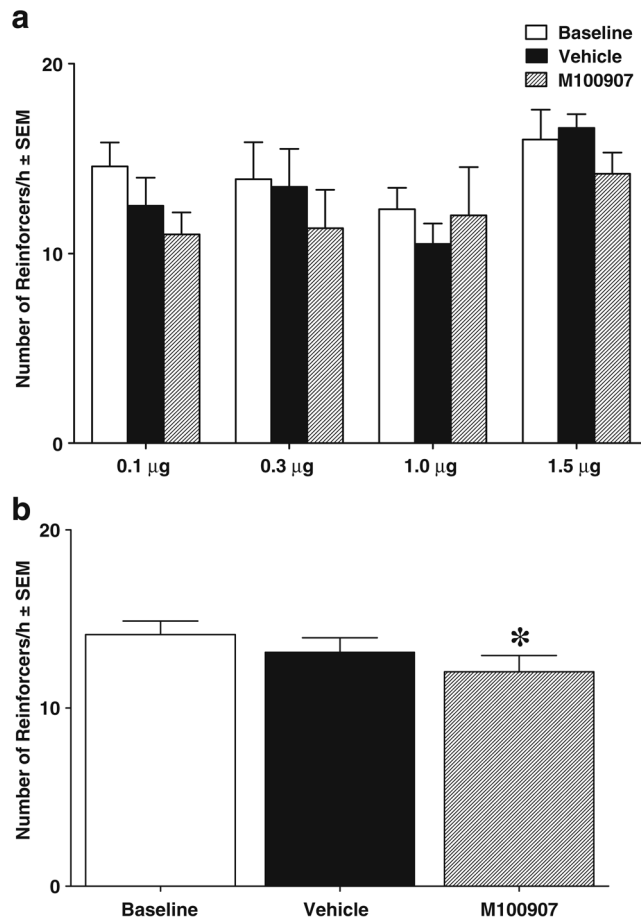 a
Baseline
Vehicle
M100907
Number of Reinforcers/h ± SEM
20
10
0
0.1 µg
0.3 µg
1.0 µg
1.5 µg
b
Number of Reinforcers/h ± SEM
20
10
0
*
Baseline
Vehicle
M100907